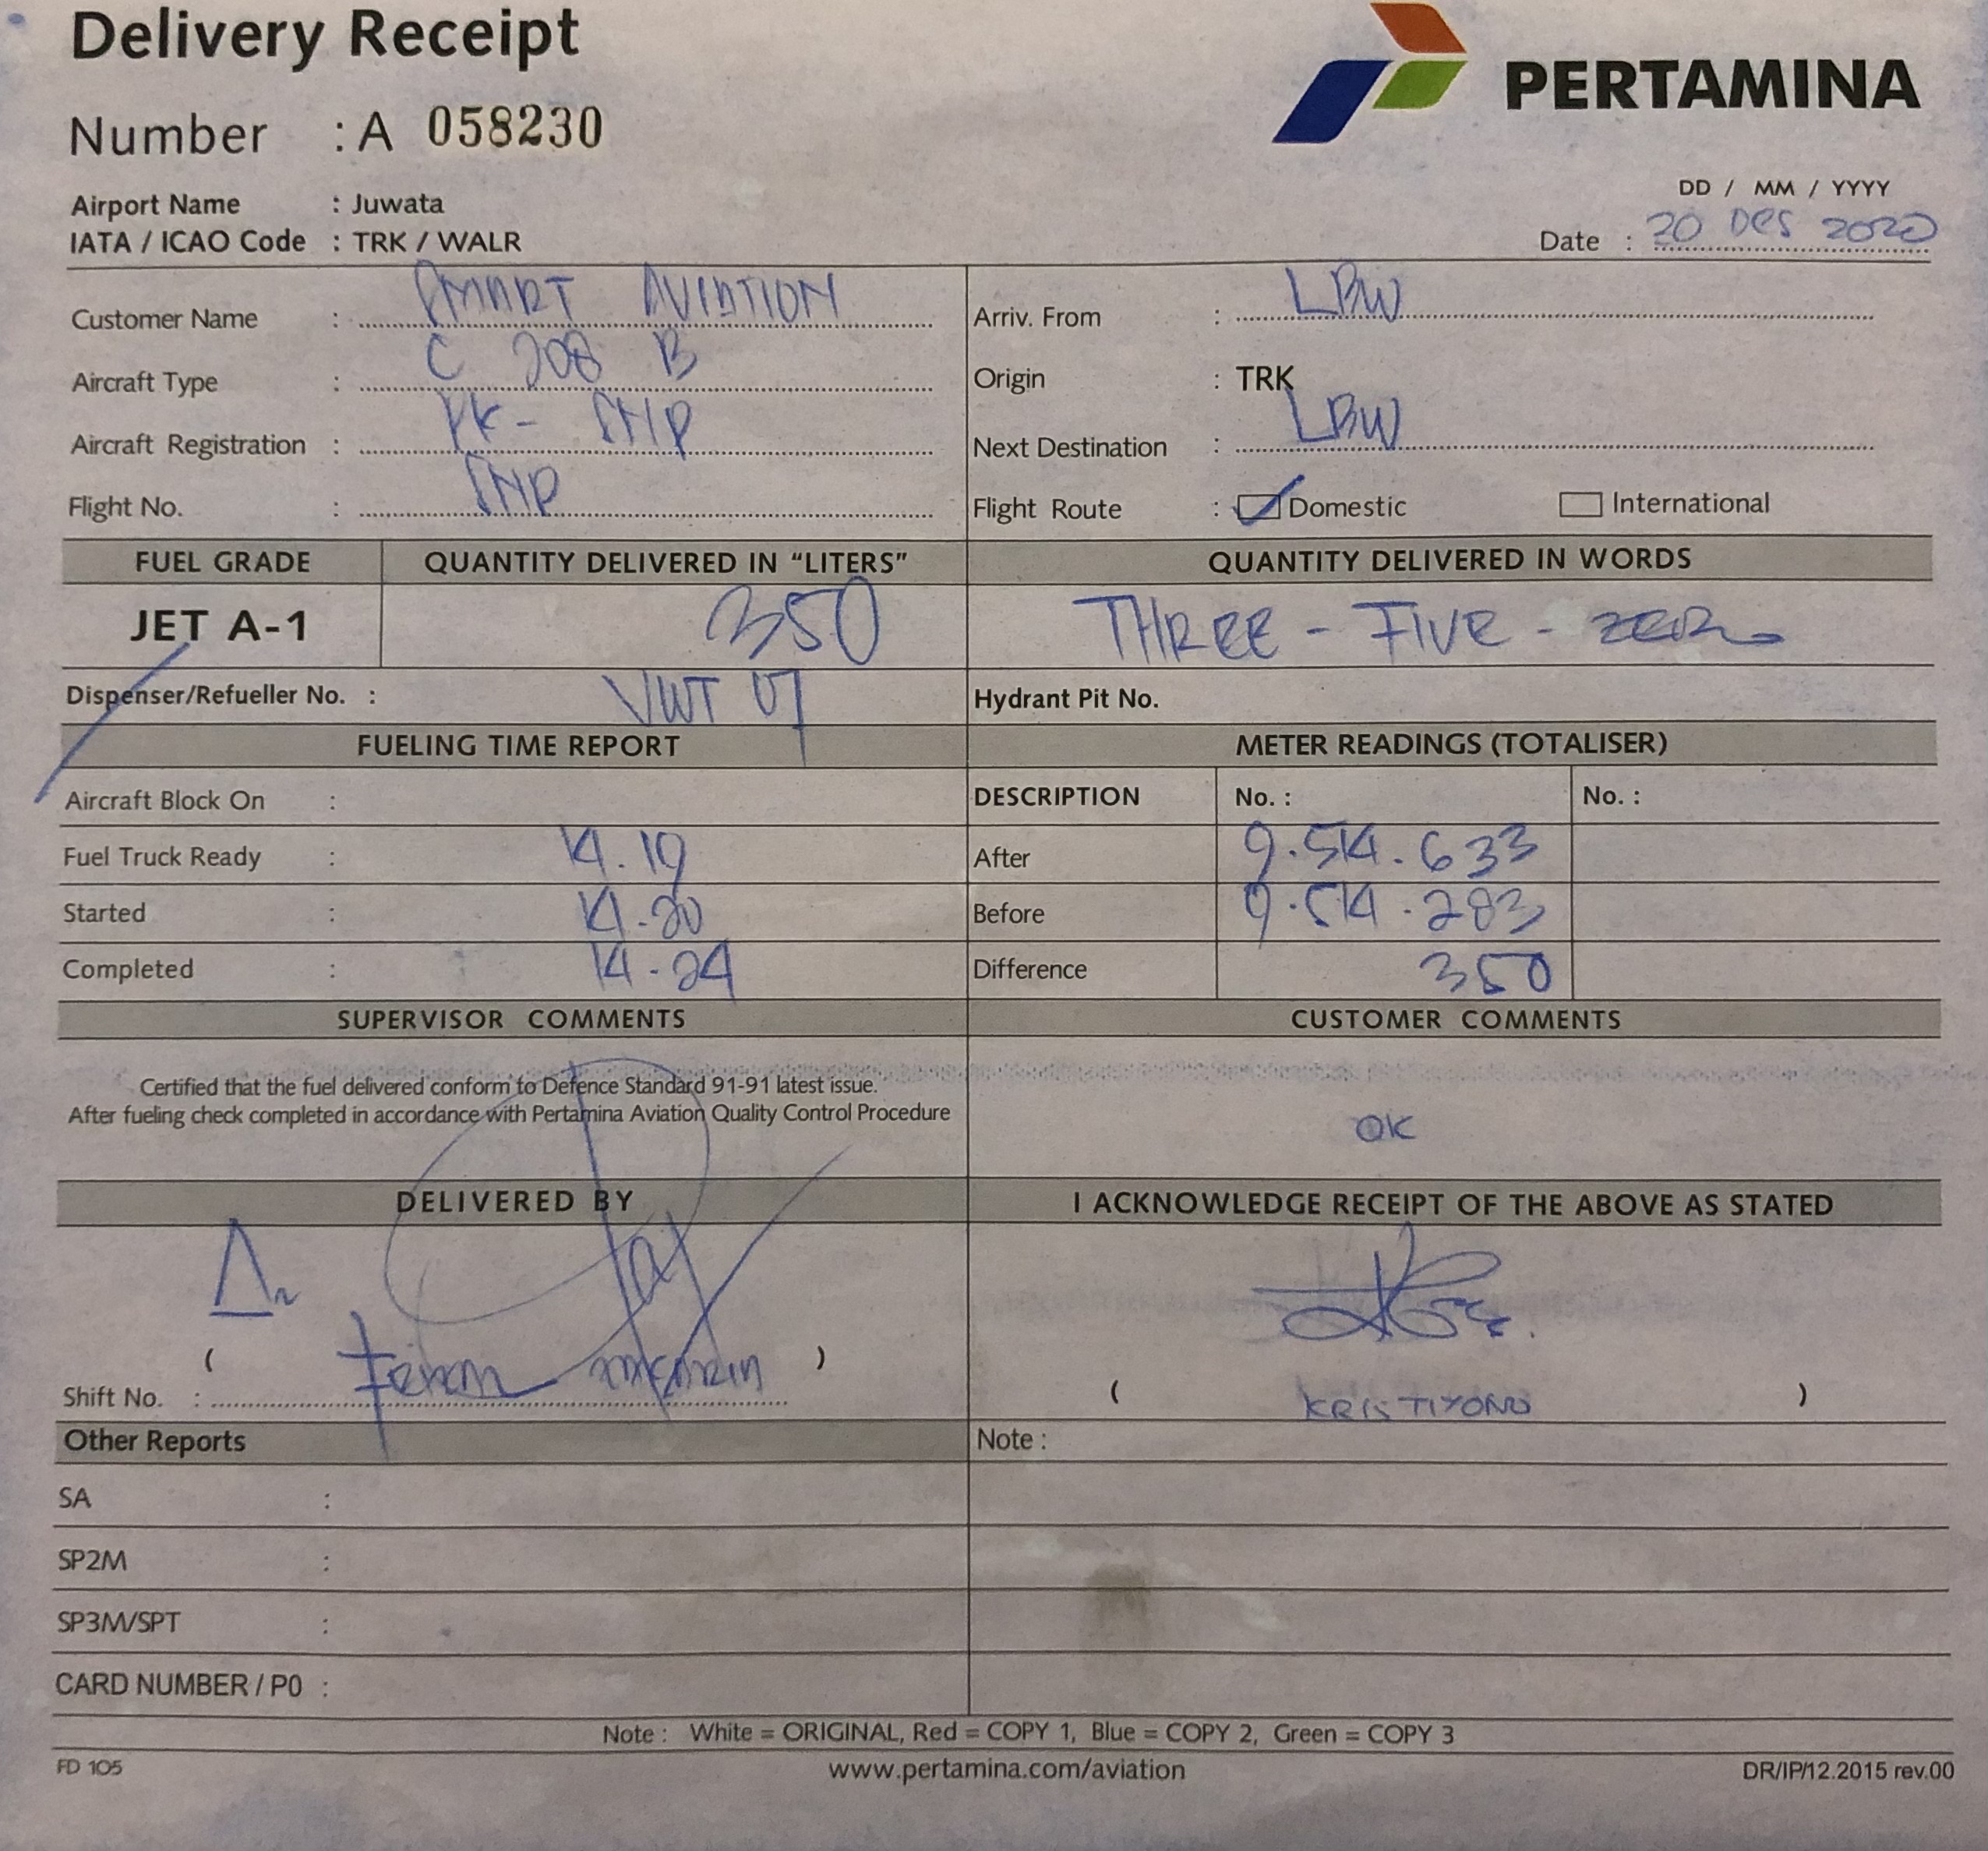 Delivery Receipt
PERTAMINA
Number : A 058230
Airport Name : Juwata
DD / MM / YYYY
IATA / ICAO Code : TRK / WALR
Date : 20 DES 2020
Customer Name : SMART AVIATION
Arriv. From : LBW
Aircraft Type : C 208 B
Origin : TRK
Aircraft Registration : PK - SNP
Next Destination : LBW
Flight No. : SNP
Flight Route : Domestic International
FUEL GRADE QUANTITY DELIVERED IN “LITERS” QUANTITY DELIVERED IN WORDS
JET A-1 350 THREE - FIVE - ZERO
Dispenser/Refueller No. : VWT 07
Hydrant Pit No.
FUELING TIME REPORT METER READINGS (TOTALISER)
Aircraft Block On :
DESCRIPTION No. : No. :
Fuel Truck Ready : 14.19
After 9.514.633
Started : 14-20
Before 9.514.283
Completed : 14-24
Difference 350
SUPERVISOR COMMENTS CUSTOMER COMMENTS
Certified that the fuel delivered conform to Defence Standard 91-91 latest issue.
After fueling check completed in accordance with Pertamina Aviation Quality Control Procedure
OK
DELIVERED BY I ACKNOWLEDGE RECEIPT OF THE ABOVE AS STATED
( )
Shift No. :
( KRISTIYONO )
Other Reports Note :
SA :
SP2M :
SP3M/SPT :
CARD NUMBER / P0 :
Note : White = ORIGINAL, Red = COPY 1, Blue = COPY 2, Green = COPY 3
FD 105 www.pertamina.com/aviation DR/IP/12.2015 rev.00